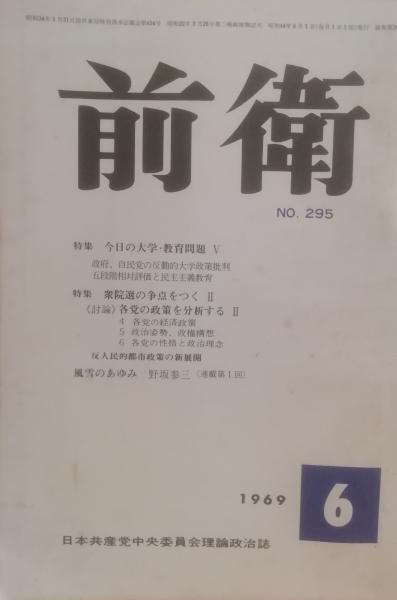 前衛
NO. 295
特集 今日の大学・教育問題 V
政府、自民党の反動的大学政策批判
五段階相対評価と民主主義教育
特集 衆院選の争点をつく II
《討論》各党の政策を分析する II
4 各党の経済政策
5 政治姿勢、政権構想
6 各党の性格と政治理念
反人民的都市政策の新展開
風雪のあゆみ 野坂参三（連載第1回）
1969
6
日本共産党中央委員会理論政治誌